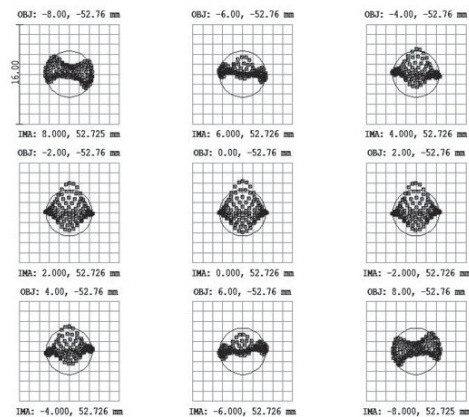 OBJ: -8.00, -52.76 mm
OBJ: -6.00, -52.76 mm
OBJ: -4.00, -52.76 mm
16.00
IMA: 8.000, 52.725 mm
IMA: 6.000, 52.726 mm
IMA: 4.000, 52.726 mm
OBJ: -2.00, -52.76 mm
OBJ: 0.00, -52.76 mm
OBJ: 2.00, -52.76 mm
IMA: 2.000, 52.726 mm
IMA: 0.000, 52.726 mm
IMA: -2.000, 52.726 mm
OBJ: 4.00, -52.76 mm
OBJ: 6.00, -52.76 mm
OBJ: 8.00, -52.76 mm
IMA: -4.000, 52.726 mm
IMA: -6.000, 52.726 mm
IMA: -8.000, 52.725 mm